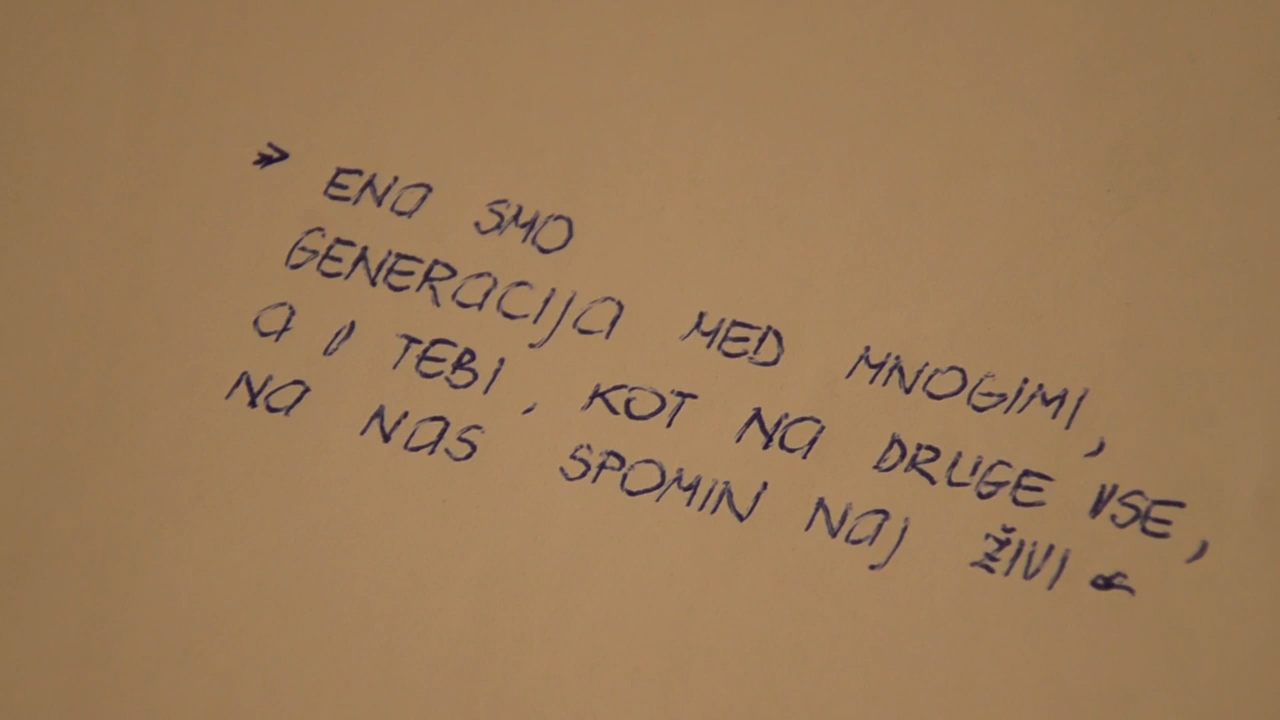 » ENA SMO
GENERACIJA MED MNOGIMI,
A V TEBI, KOT NA DRUGE VSE,
NA NAS SPOMIN NAJ ŽIVI «